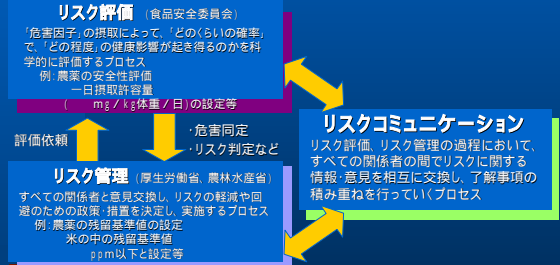 リスク評価 （食品安全委員会）
「危害因子」の摂取によって、「どのくらいの確率」
で、「どの程度」の健康影響が起き得るのかを科
学的に評価するプロセス
例：農薬の安全性評価
一日摂取許容量
（　　ｍｇ／ｋｇ体重／日）の設定等
評価依頼
・危害同定
・リスク判定など
リスク管理 （厚生労働省、農林水産省）
すべての関係者と意見交換し、リスクの軽減や回
避のための政策・措置を決定し、実施するプロセス
例：農薬の残留基準値の設定
米の中の残留基準値
ｐｐｍ以下と設定等
リスクコミュニケーション
リスク評価、リスク管理の過程において、
すべての関係者の間でリスクに関する
情報・意見を相互に交換し、了解事項の
積み重ねを行っていくプロセス